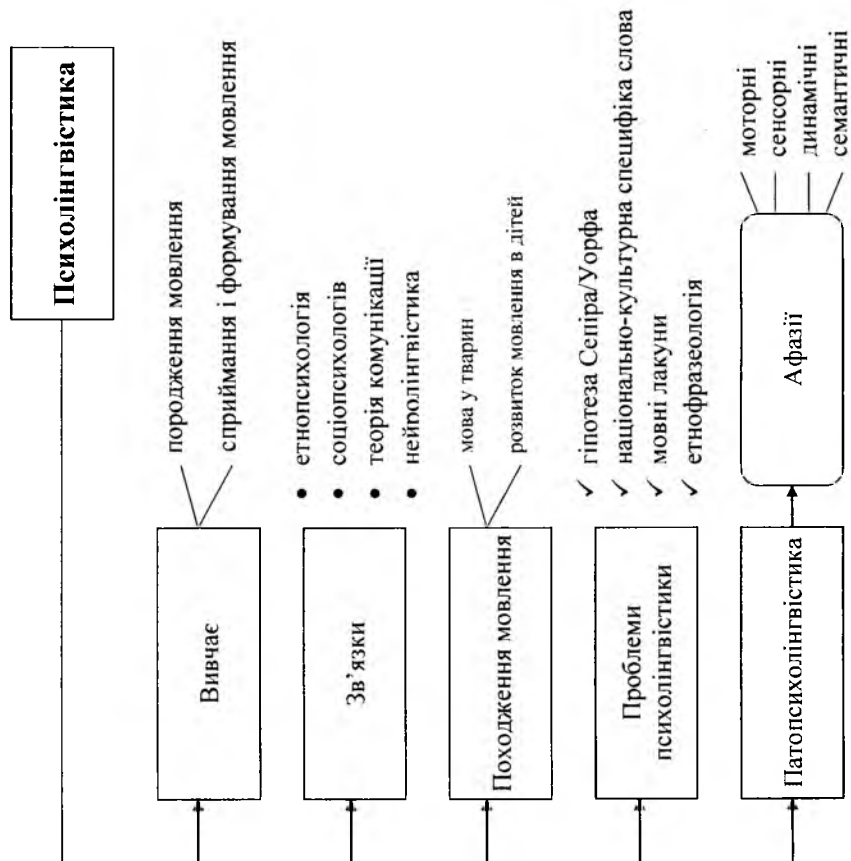 Психолінгвістика
Вивчає
породження мовлення
сприймання і формування мовлення
Зв’язки
• етнопсихологія
• соціопсихологів
• теорія комунікації
• нейролінгвістика
Походження мовлення
мова у тварин
розвиток мовлення в дітей
Проблеми
психолінгвістики
✓ гіпотеза Сепіра/Уорфа
✓ національно-культурна специфіка слова
✓ мовні лакуни
✓ етнофразеологія
Патопсихолінгвістика
Афазії
моторні
сенсорні
динамічні
семантичні